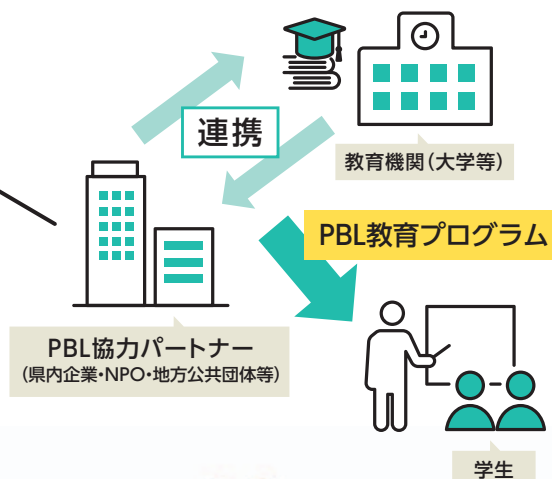 連携
教育機関(大学等)
PBL教育プログラム
PBL協力パートナー
(県内企業・NPO・地方公共団体等)
学生